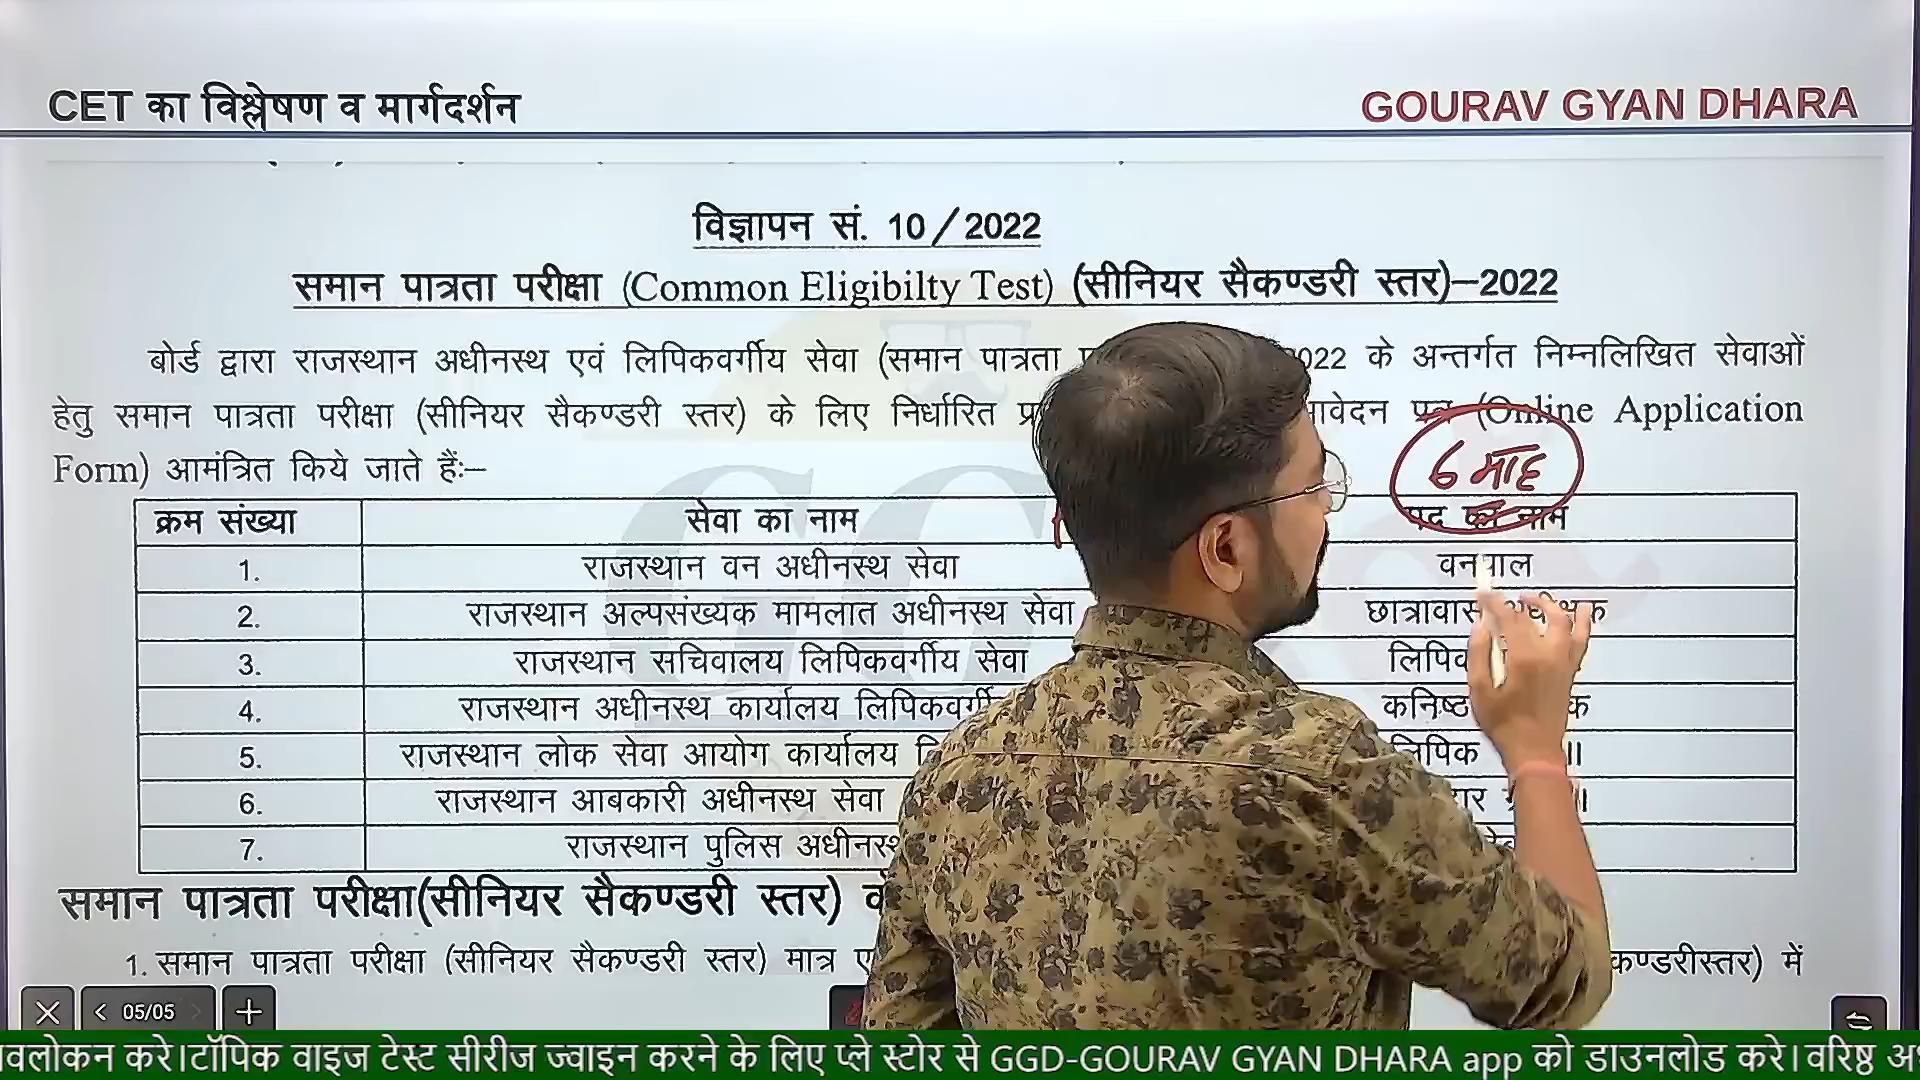 CET का विश्लेषण व मार्गदर्शन
GOURAV GYAN DHARA
विज्ञापन सं. 10/2022
समान पात्रता परीक्षा (Common Eligibilty Test) (सीनियर सैकण्डरी स्तर)–2022
बोर्ड द्वारा राजस्थान अधीनस्थ एवं लिपिकवर्गीय सेवा (समान पात्रता 2022 के अन्तर्गत निम्नलिखित सेवाओं
हेतु समान पात्रता परीक्षा (सीनियर सैकण्डरी स्तर) के लिए निर्धारित पत्र (Online Application
Form) आमंत्रित किये जाते हैंः–
6 माह
क्रम संख्या सेवा का नाम पद का नाम
1. राजस्थान वन अधीनस्थ सेवा वनपाल
2. राजस्थान अल्पसंख्यक मामलात अधीनस्थ सेवा छात्रावास अधीक्षक
3. राजस्थान सचिवालय लिपिकवर्गीय सेवा
4. राजस्थान अधीनस्थ कार्यालय
5. राजस्थान लोक सेवा आयोग कार्यालय लिपिक
6. राजस्थान आबकारी अधीनस्थ सेवा
7. राजस्थान पुलिस
समान पात्रता परीक्षा(सीनियर सैकण्डरी स्तर)
1. समान पात्रता परीक्षा (सीनियर सैकण्डरी स्तर) मात्र में
05/05
टॉपिक वाइज टेस्ट सीरीज ज्वाइन करने के लिए प्ले स्टोर से GGD-GOURAV GYAN DHARA app को डाउनलोड करे।वरिष्ठ